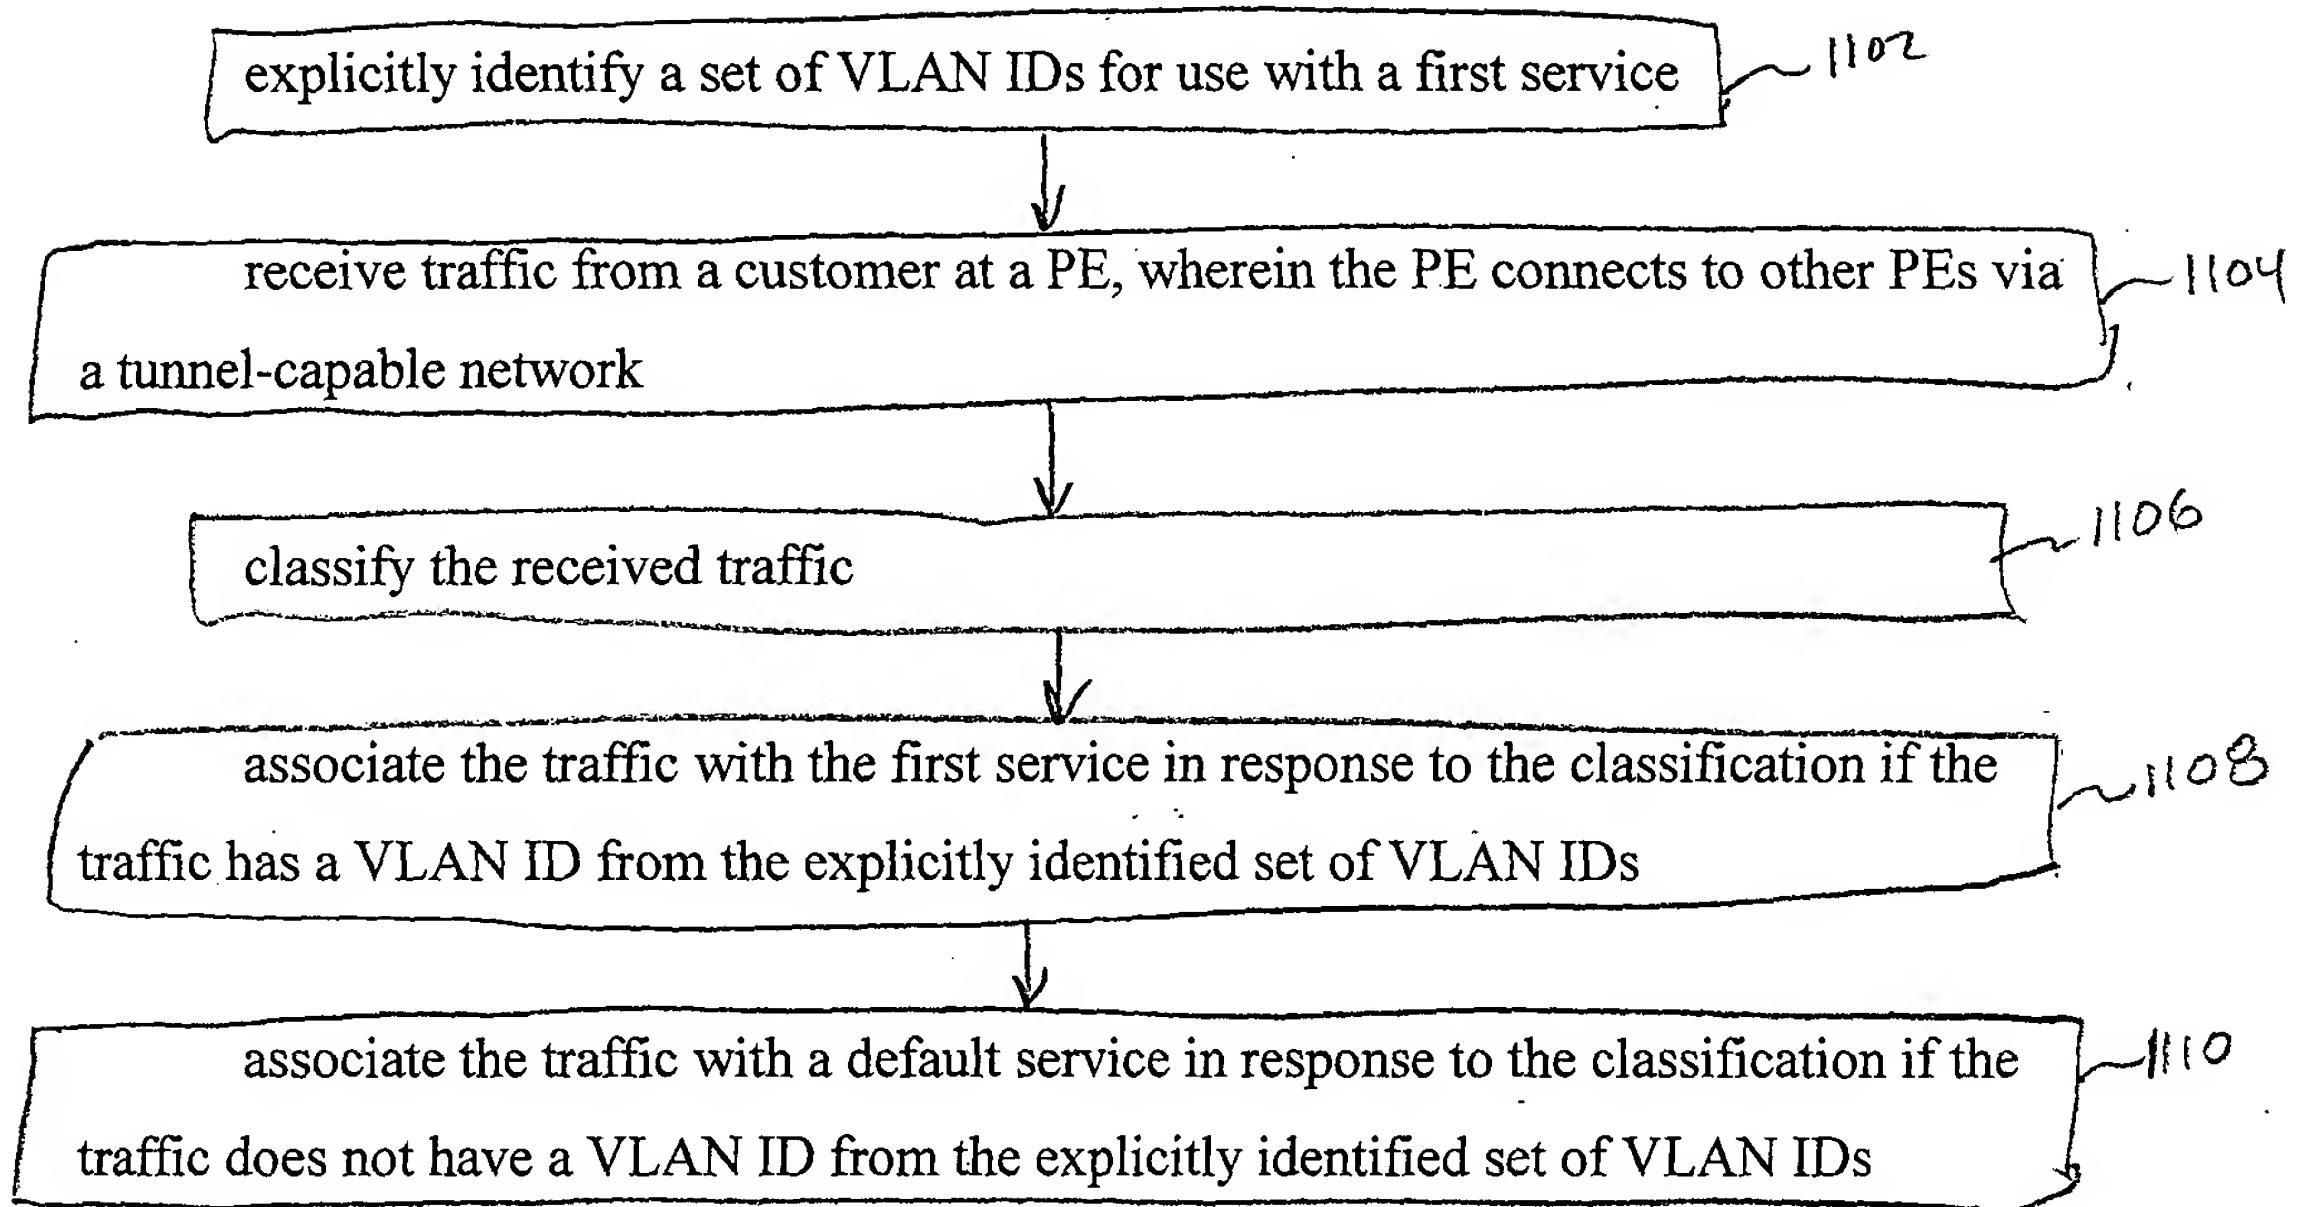 explicitly identify a set of VLAN IDs for use with a first service
1102
receive traffic from a customer at a PE, wherein the PE connects to other PEs via
1104
a tunnel-capable network
classify the received traffic
1106
associate the traffic with the first service in response to the classification if the
1108
traffic has a VLAN ID from the explicitly identified set of VLAN IDs
associate the traffic with a default service in response to the classification if the
1110
traffic does not have a VLAN ID from the explicitly identified set of VLAN IDs